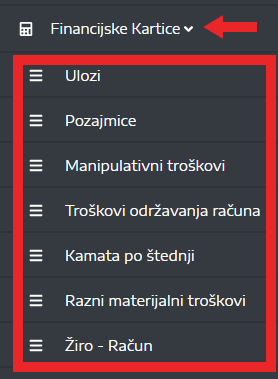 Financijske Kartice
Ulozi
Pozajmice
Manipulativni troškovi
Troškovi održavanja računa
Kamata po štednji
Razni materijalni troškovi
Žiro - Račun